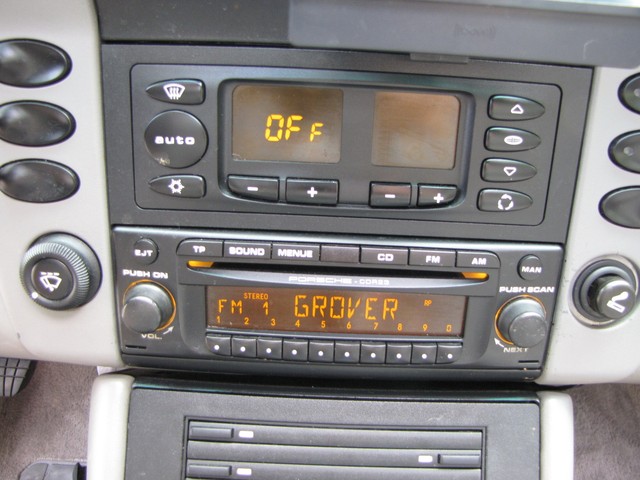 OFF
auto
EJT
TP SOUND MENUE CD FM AM
MAN
PUSH ON
PORSCHE CDR23
PUSH SCAN
STEREO
FM 1 GROVER RP
1 2 3 4 5 6 7 8 9 0
VOL
NEXT